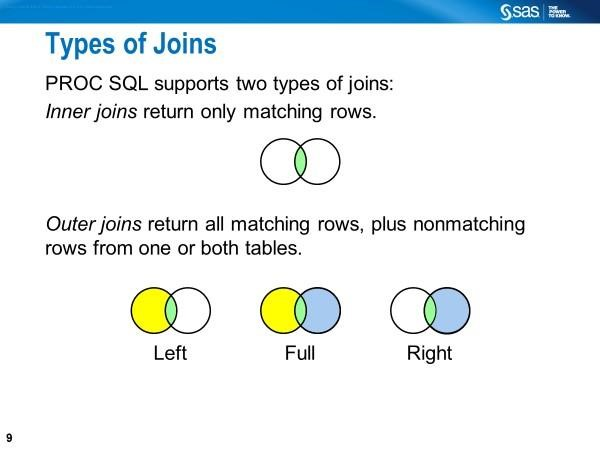 sas THE POWER TO KNOW.
Types of Joins
PROC SQL supports two types of joins:
Inner joins return only matching rows.
Outer joins return all matching rows, plus nonmatching
rows from one or both tables.
Left Full Right
9